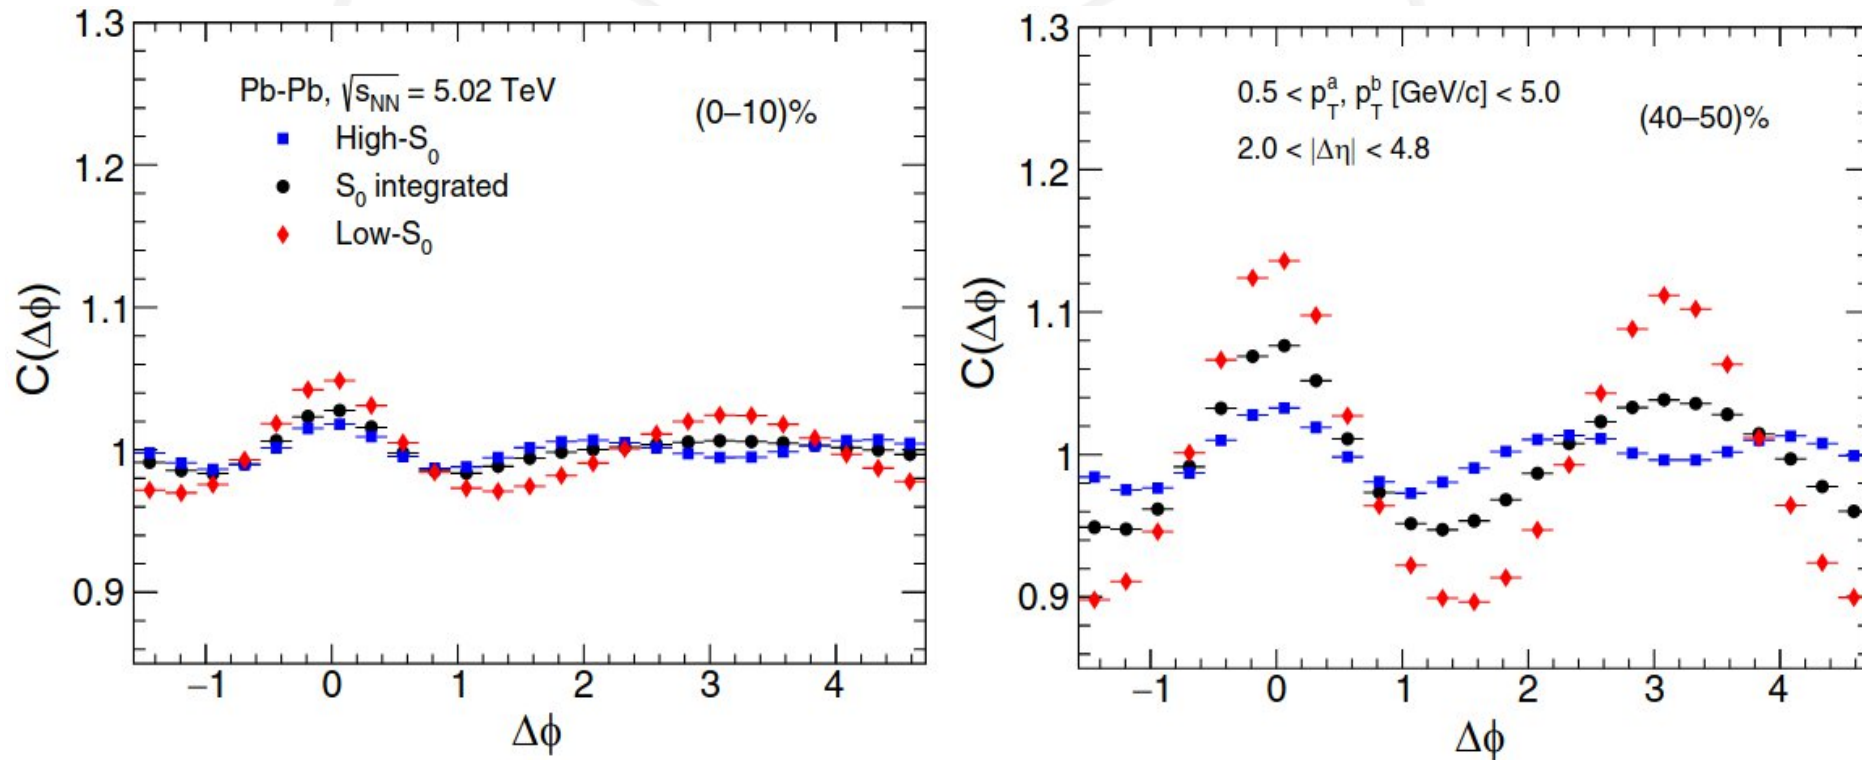 1.3
1.2
1.1
1
0.9
C(Δϕ)
Pb-Pb, √sNN = 5.02 TeV
High-S0
S0 integrated
Low-S0
(0–10)%
−1 0 1 2 3 4
Δϕ
1.3
1.2
1.1
1
0.9
C(Δϕ)
0.5 < pTa, pTb [GeV/c] < 5.0
2.0 < |Δη| < 4.8
(40–50)%
−1 0 1 2 3 4
Δϕ